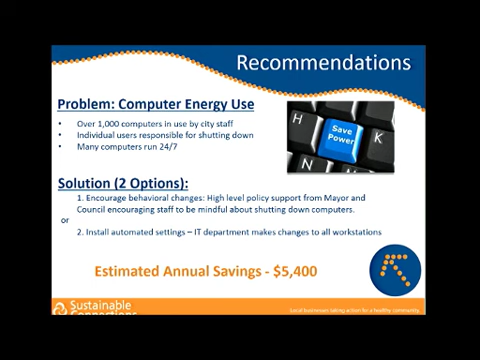 Recommendations
Problem: Computer Energy Use
• Over 1,000 computers in use by city staff
• Individual users responsible for shutting down
• Many computers run 24/7
H
Save
Power
K
N
M
Solution (2 Options):
1. Encourage behavioral changes: High level policy support from Mayor and
Council encouraging staff to be mindful about shutting down computers.
or
2. Install automated settings – IT department makes changes to all workstations
Estimated Annual Savings - $5,400
Sustainable
Connections
Local businesses taking action for a healthy community.